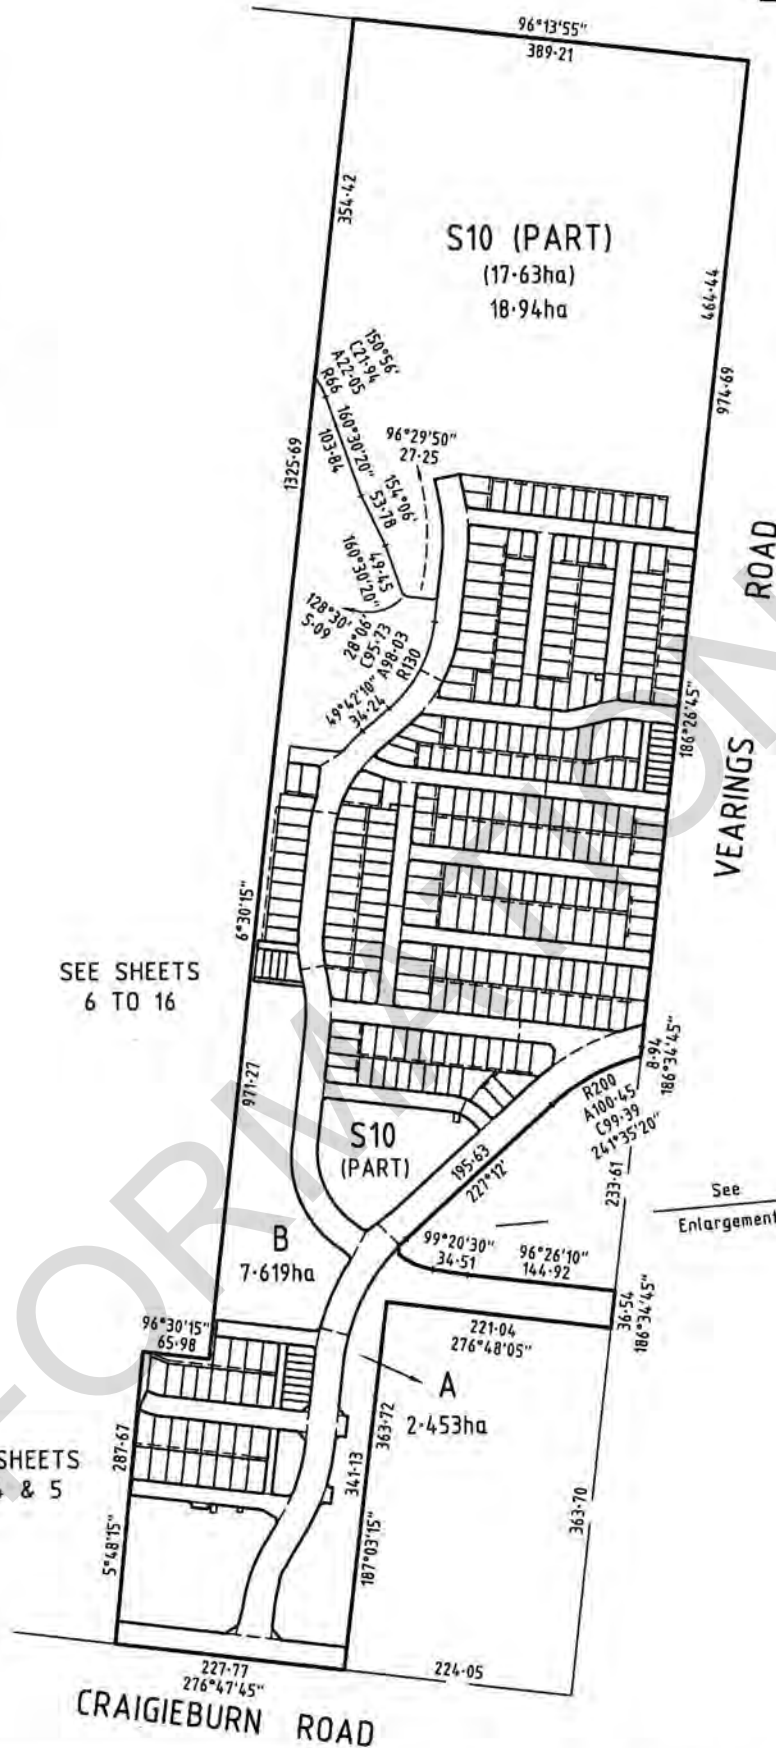 96°13'55"
389·21
354·42
S10 (PART)
(17·63ha)
18·94ha
464·44
974·69
150°56'
C21·94
A22·05
R66
160°30'20"
103·84
96°29'50"
27·25
154°06'
53·78
1325·69
49·45
160°30'20"
128°30'
5·09
28°06'
C95·73
A98·03
R130
49°42'10"
34·24
ROAD
VEARINGS
186°26'45"
6°30'15"
SEE SHEETS
6 TO 16
971·27
8·94
186°34'45"
R200
A100·45
C99·39
241°35'20"
S10
(PART)
195·63
227°12'
233·61
See
Enlargement
B
7·619ha
99°20'30"
34·51
96°26'10"
144·92
36·54
186°34'45"
221·04
276°48'05"
96°30'15"
65·98
A
2·453ha
363·72
341·13
SHEETS
& 5
287·67
363·70
5°48'15"
187°03'15"
227·77
276°47'45"
224·05
CRAIGIEBURN ROAD
FORMATION